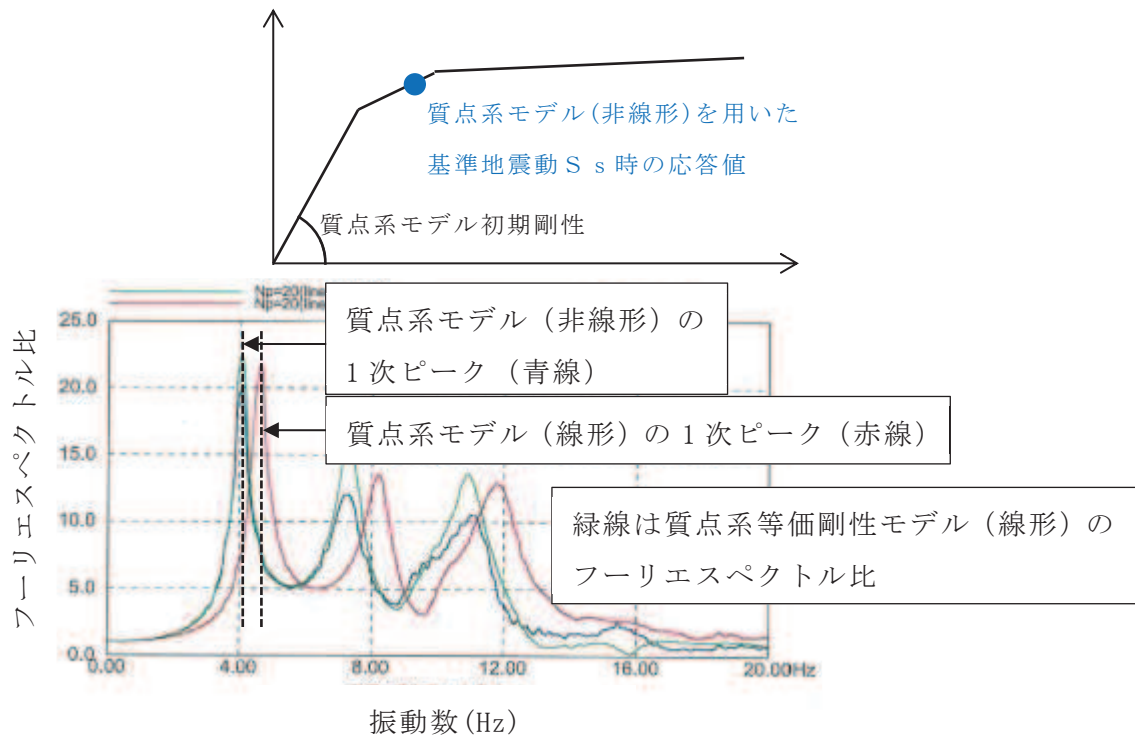 質点系モデル(非線形)を用いた
基準地震動Ｓｓ時の応答値
質点系モデル初期剛性
Np=20|line
Np=20|line
質点系モデル（非線形）の
1次ピーク（青線）
質点系モデル（線形）の1次ピーク（赤線）
緑線は質点系等価剛性モデル（線形）の
フーリエスペクトル比
フーリエスペクトル比
25.0
20.0
15.0
10.0
5.0
0.0
0.00 4.00 8.00 12.00 16.00 20.00Hz
振動数(Hz)